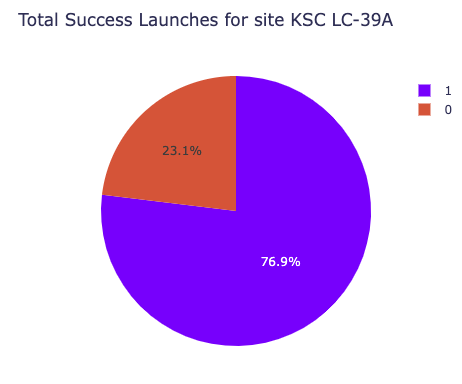 Total Success Launches for site KSC LC-39A
1
0
23.1%
76.9%